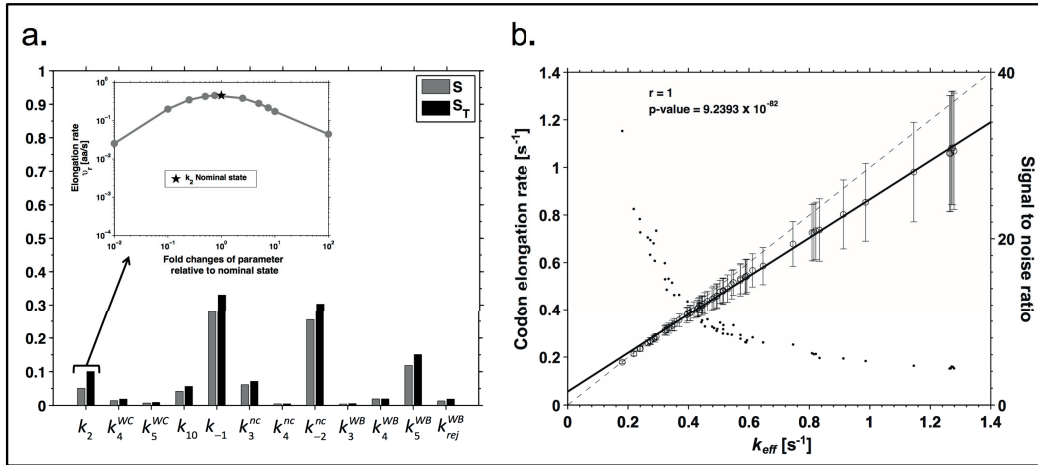 a.
1
0.9
0.8
0.7
0.6
0.5
0.4
0.3
0.2
0.1
0
Elongation rate
υr [aa/s]
10^0
10^-1
10^-2
10^-3
10^-4
★ k2 Nominal state
10^-2 10^-1 10^0 10^1 10^2
Fold changes of parameter
relative to nominal state
S
S_T
k_2 k_4^WC k_5^WC k_10 k_-1 k_3^nc k_4^nc k_-2^nc k_3^WB k_4^WB k_5^WB k_rej^WB
b.
r = 1
p-value = 9.2393 x 10^-82
Codon elongation rate [s^-1]
1.4
1.2
1
0.8
0.6
0.4
0.2
0
0 0.2 0.4 0.6 0.8 1.0 1.2 1.4
k_eff [s^-1]
40
20
0
Signal to noise ratio